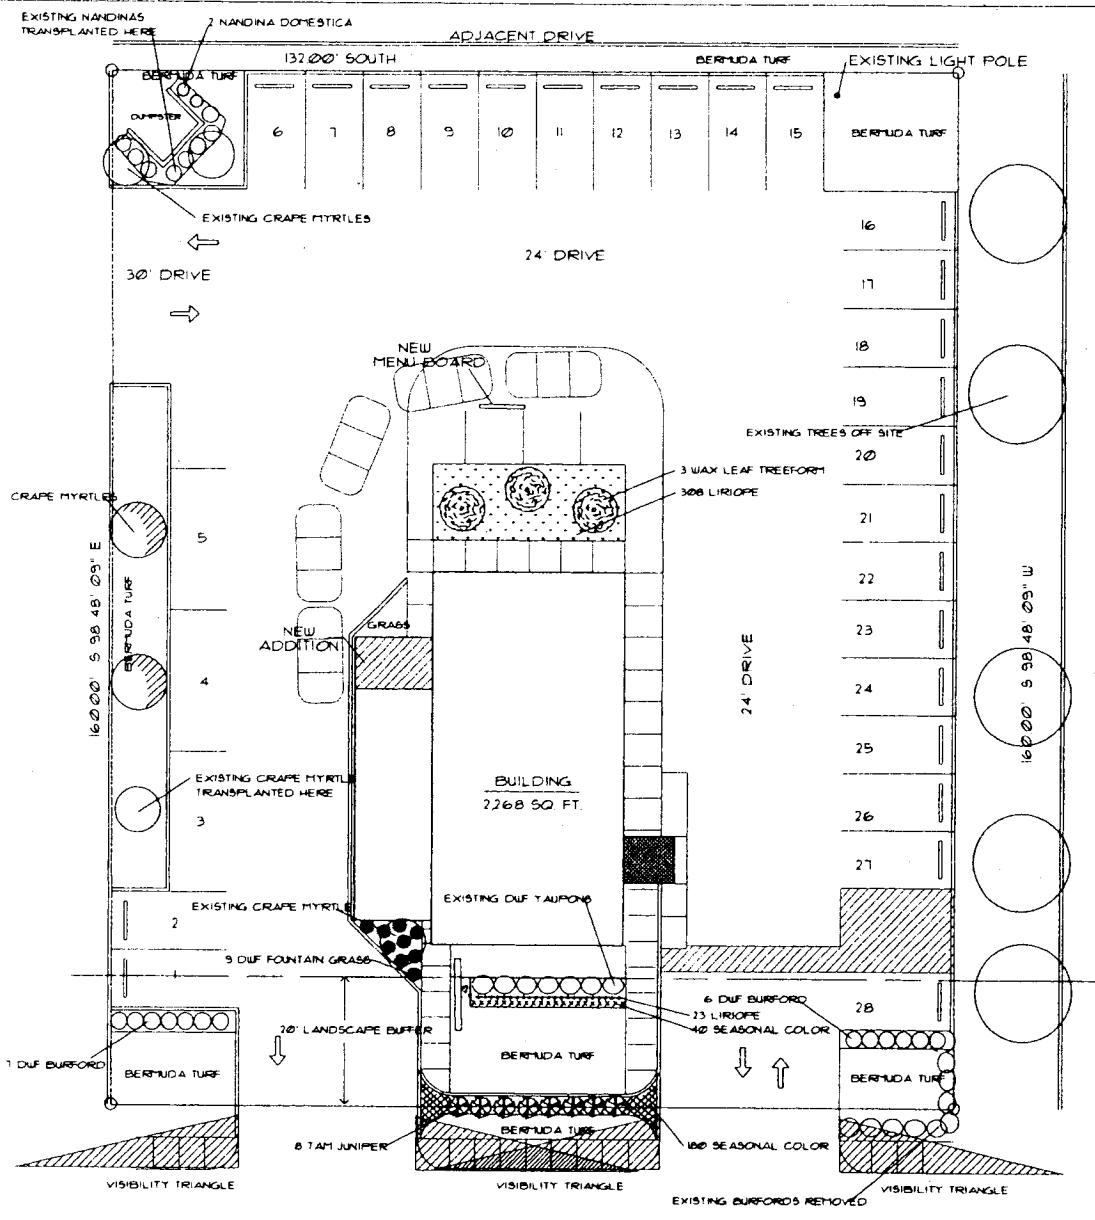 EXISTING NANDINAS
TRANSPLANTED HERE
2 NANDINA DOMESTICA
ADJACENT DRIVE
132.00' SOUTH
BERMUDA TURF
EXISTING LIGHT POLE
BERMUDA TURF
DUMPSTER
6
7
8
9
10
11
12
13
14
15
BERMUDA TURF
EXISTING CRAPE MYRTLES
16
24' DRIVE
30' DRIVE
17
NEW
MENU BOARD
18
19
EXISTING TREES OFF SITE
20
3 WAX LEAF TREEFORM
308 LIRIOPE
CRAPE MYRTLES
21
5
22
160.00' S 98 48' 09" E
BERMUDA TURF
GRASS
NEW
ADDITION
23
24' DRIVE
160.00' S 98 48' 09" W
4
24
25
EXISTING CRAPE MYRTLE
TRANSPLANTED HERE
BUILDING
2,268 SQ. FT.
3
26
27
EXISTING DWF YAUPONS
EXISTING CRAPE MYRTLE
2
9 DWF FOUNTAIN GRASS
1
6 DWF BURFORD
23 LIRIOPE
40 SEASONAL COLOR
28
20' LANDSCAPE BUFFER
BERMUDA TURF
7 DWF BURFORD
BERMUDA TURF
BERMUDA TURF
BERMUDA TURF
8 TAM JUNIPER
180 SEASONAL COLOR
VISIBILITY TRIANGLE
VISIBILITY TRIANGLE
VISIBILITY TRIANGLE
EXISTING BURFORDS REMOVED